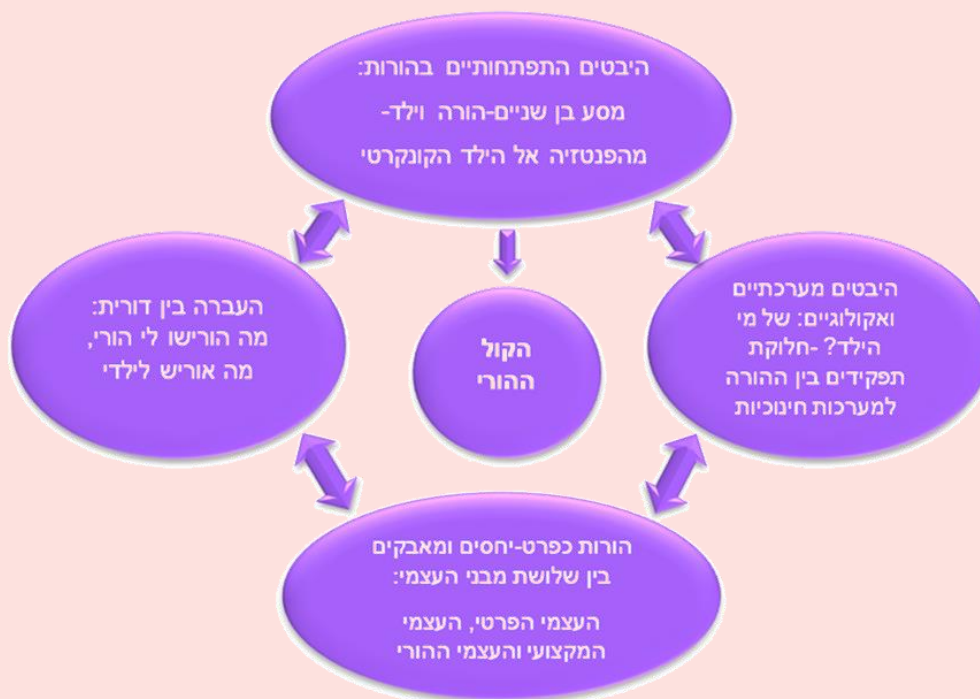 היבטים התפתחותיים בהורות:
מסע בן שניים-הורה וילד-
מהפנטזיה אל הילד הקונקרטי
היבטים מערכתיים
ואקולוגיים: של מי
הילד? -חלוקת
תפקידים בין ההורה
למערכות חינוכיות
הקול
ההורי
העברה בין דורית:
מה הורישו לי הורי,
מה אוריש לילדי
הורות כפרט-יחסים ומאבקים
בין שלושת מבני העצמי:
העצמי הפרטי, העצמי
המקצועי והעצמי ההורי